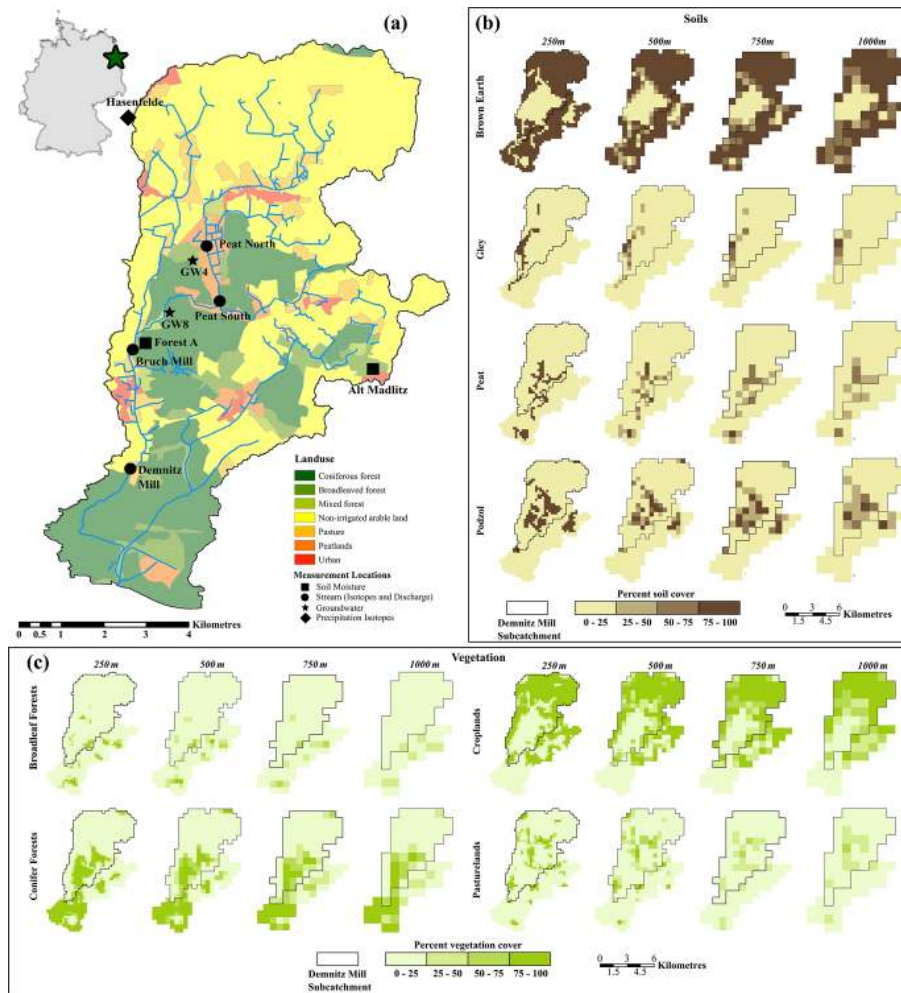 (a)
Hasenfelde
Peat North
GW4
Peat South
GW8
Forest A
Bruch Mill
Alt Madlitz
Demnitz
Mill
Landuse
Coniferous forest
Broadleaved forest
Mixed forest
Non-irrigated arable land
Pasture
Peatlands
Urban
Measurement Locations
Soil Moisture
Stream (Isotopes and Discharge)
Groundwater
Precipitation Isotopes
0 0.5 1 2 3 4 Kilometres
(b)
Soils
250m 500m 750m 1000m
Brown Earth
Gley
Peat
Podzol
Percent soil cover
Demnitz Mill
Subcatchment
0 - 25 25 - 50 50 - 75 75 - 100
0 3 6
1.5 4.5 Kilometres
(c)
Vegetation
250 m 500 m 750 m 1000 m
250 m 500 m 750 m 1000 m
Broadleaf Forests
Croplands
Conifer Forests
Pasturelands
Percent vegetation cover
Demnitz Mill
Subcatchment
0 - 25 25 - 50 50 - 75 75 - 100
0 3 6
1.5 4.5 Kilometres